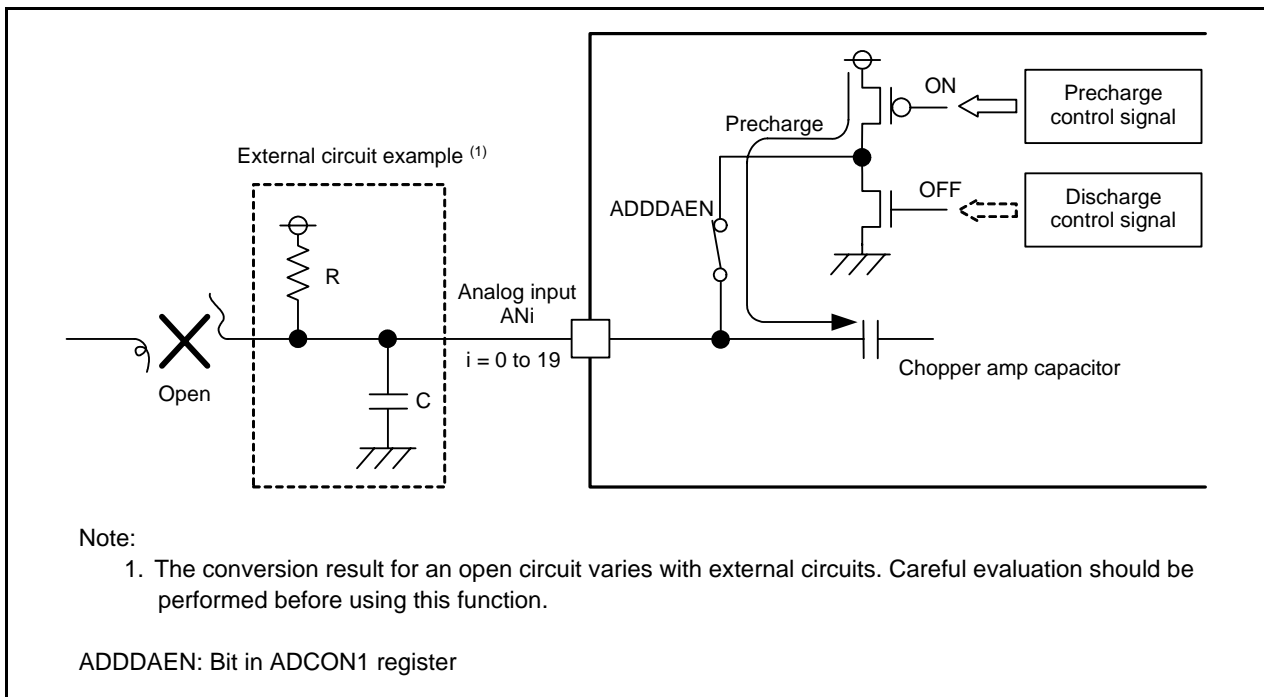 ON
Precharge
control signal
Precharge
External circuit example (1)
OFF
Discharge
control signal
ADDDAEN
R
Analog input
ANi
i = 0 to 19
Open
C
Chopper amp capacitor
Note:
1. The conversion result for an open circuit varies with external circuits. Careful evaluation should be
performed before using this function.
ADDDAEN: Bit in ADCON1 register